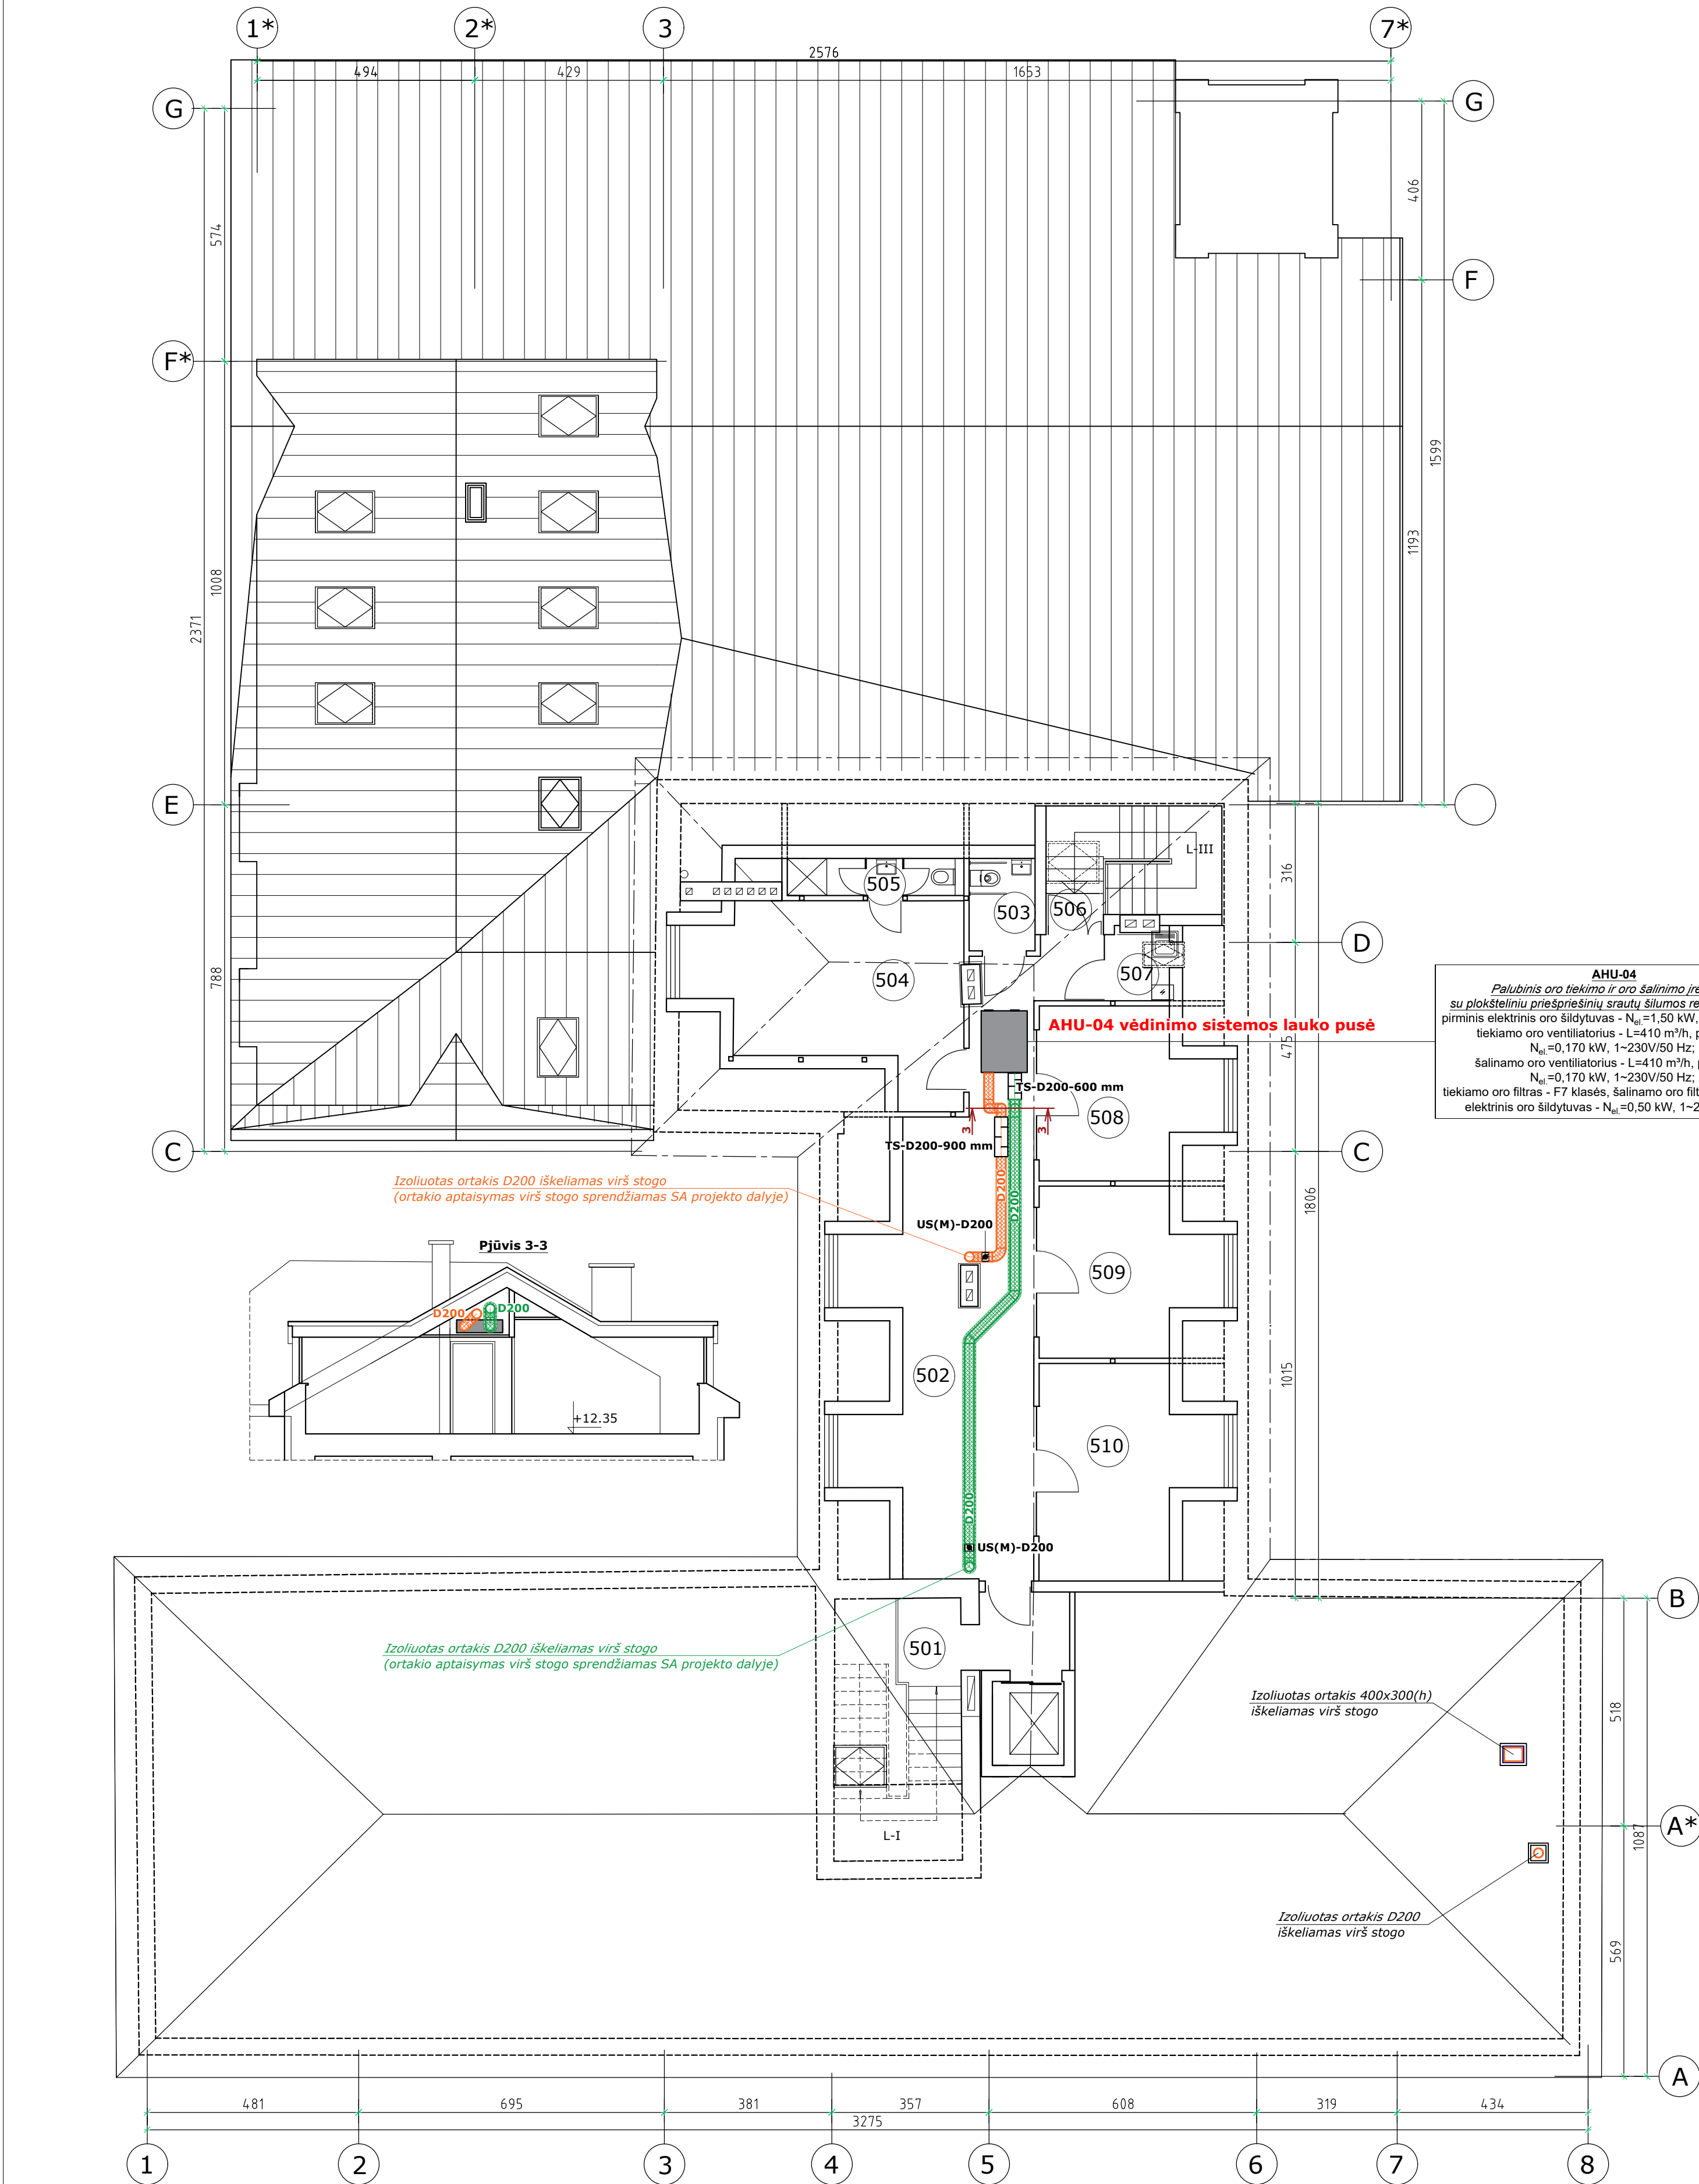 1*
2*
3
7*
2576
494
429
1653
G
G
406
574
F
F*
1599
1193
1008
2371
E
316
L-III
505
503
506
D
504
507
788
AHU-04
Palubinis oro tiekimo ir oro šalinimo
su plokšteliniu priešpriešinių srautų šilumos
pirminis elektrinis oro šildytuvas - Nel.=1,50 kW,
tiekiamo oro ventiliatorius - L=410 m³/h,
Nel.=0,170 kW, 1~230V/50 Hz;
šalinamo oro ventiliatorius - L=410 m³/h,
Nel.=0,170 kW, 1~230V/50 Hz;
tiekiamo oro filtras - F7 klasės, šalinamo oro
elektrinis oro šildytuvas - Nel.=0,50 kW,
AHU-04 vėdinimo sistemos lauko pusė
475
TS-D200-600 mm
508
3
3
TS-D200-900 mm
C
C
Izoliuotas ortakis D200 iškeliamas virš stogo
(ortakio aptaisymas virš stogo sprendžiamas SA projekto dalyje)
D200
D200
1806
US(M)-D200
Pjūvis 3-3
509
D200
D200
502
1015
+12.35
510
D200
US(M)-D200
B
Izoliuotas ortakis D200 iškeliamas virš stogo
(ortakio aptaisymas virš stogo sprendžiamas SA projekto dalyje)
501
Izoliuotas ortakis 400x300(h)
iškeliamas virš stogo
518
L-I
A*
1087
Izoliuotas ortakis D200
iškeliamas virš stogo
569
A
481
695
381
357
608
319
434
3275
1
2
3
4
5
6
7
8